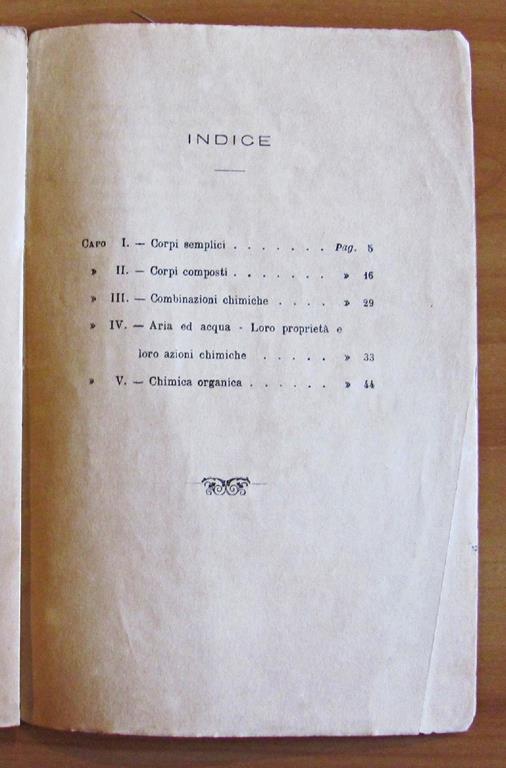 INDICE
CAPO I. — Corpi semplici . . . . . . . Pag. 5
» II. — Corpi composti . . . . . . . » 16
» III. — Combinazioni chimiche . . . . » 29
» IV. — Aria ed acqua - Loro proprietà e
loro azioni chimiche . . . . . » 33
» V. — Chimica organica . . . . . . » 44